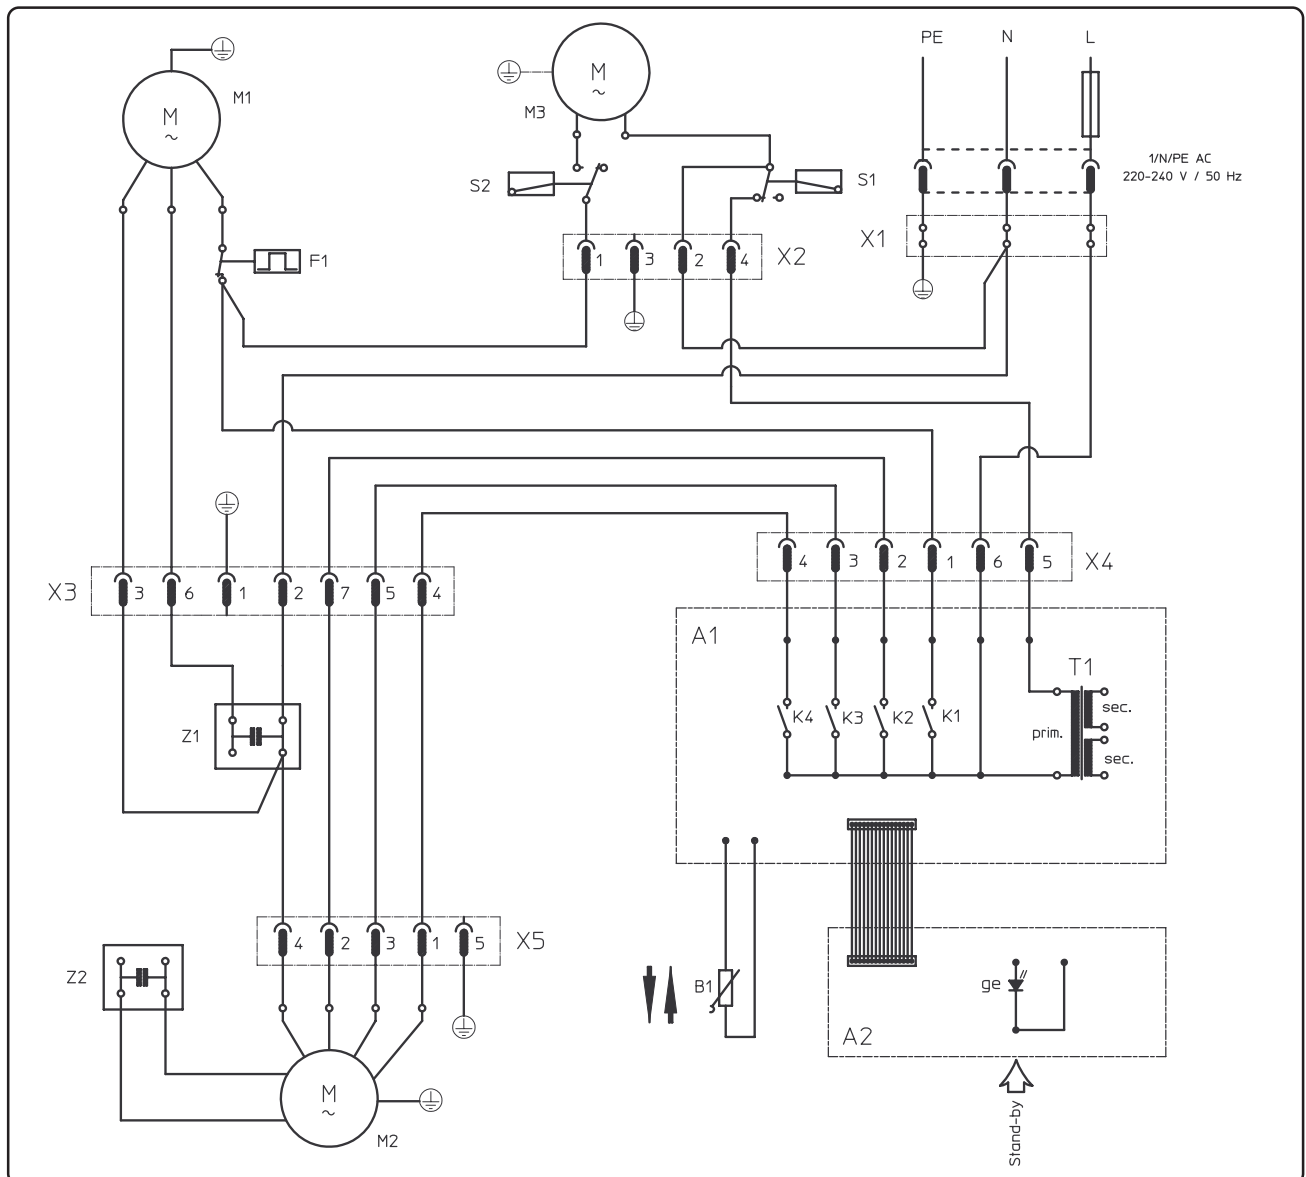 PE N L
M
~
M1
M
~
M3
1/N/PE AC
220-240 V / 50 Hz
S2
S1
X1
F1
1 3 2 4 X2
X3 3 6 1 2 7 5 4
4 3 2 1 6 5 X4
A1
T1
K4 K3 K2 K1
sec.
prim.
sec.
Z1
4 2 3 1 5 X5
Z2
B1
ge
A2
M
~
M2
Stand-by